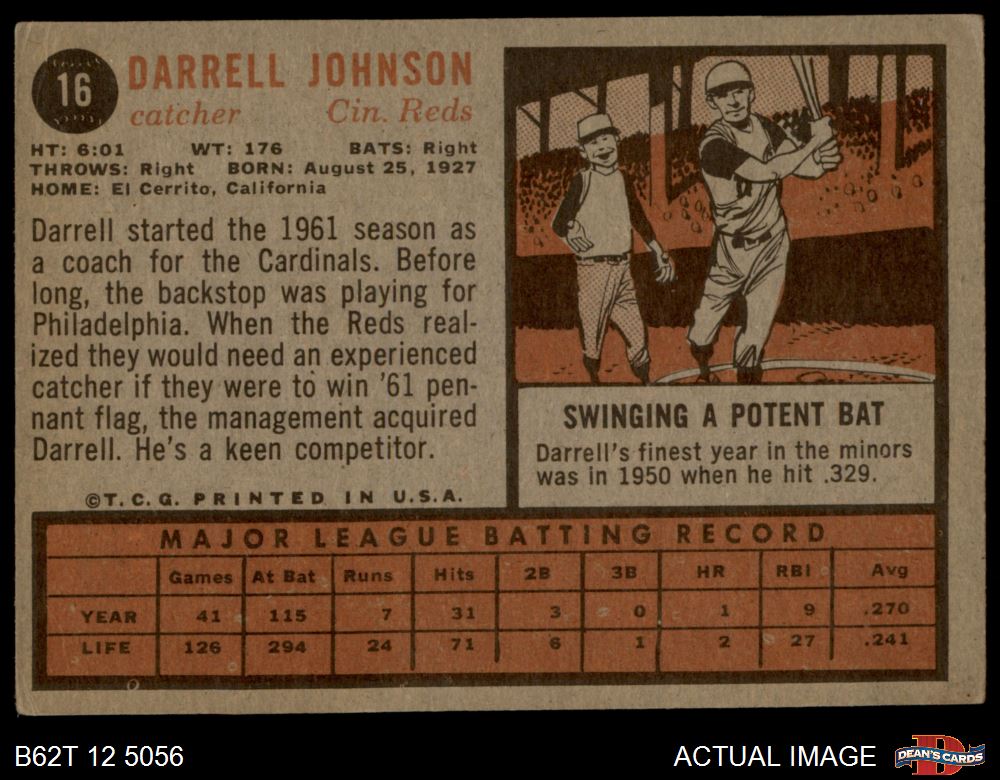 16
DARRELL JOHNSON
catcher Cin. Reds
HT: 6:01 WT: 176 BATS: Right
THROWS: Right BORN: August 25, 1927
HOME: El Cerrito, California
Darrell started the 1961 season as
a coach for the Cardinals. Before
long, the backstop was playing for
Philadelphia. When the Reds real-
ized they would need an experienced
catcher if they were to win '61 pen-
nant flag, the management acquired
Darrell. He's a keen competitor.
©T.C.G. PRINTED IN U.S.A.
SWINGING A POTENT BAT
Darrell's finest year in the minors
was in 1950 when he hit .329.
MAJOR LEAGUE BATTING RECORD
Games At Bat Runs Hits 2B 3B HR RBI Avg
YEAR 41 115 7 31 3 0 1 9 .270
LIFE 126 294 24 71 6 1 2 27 .241
B62T 12 5056
ACTUAL IMAGE
D
DEAN'S CARDS